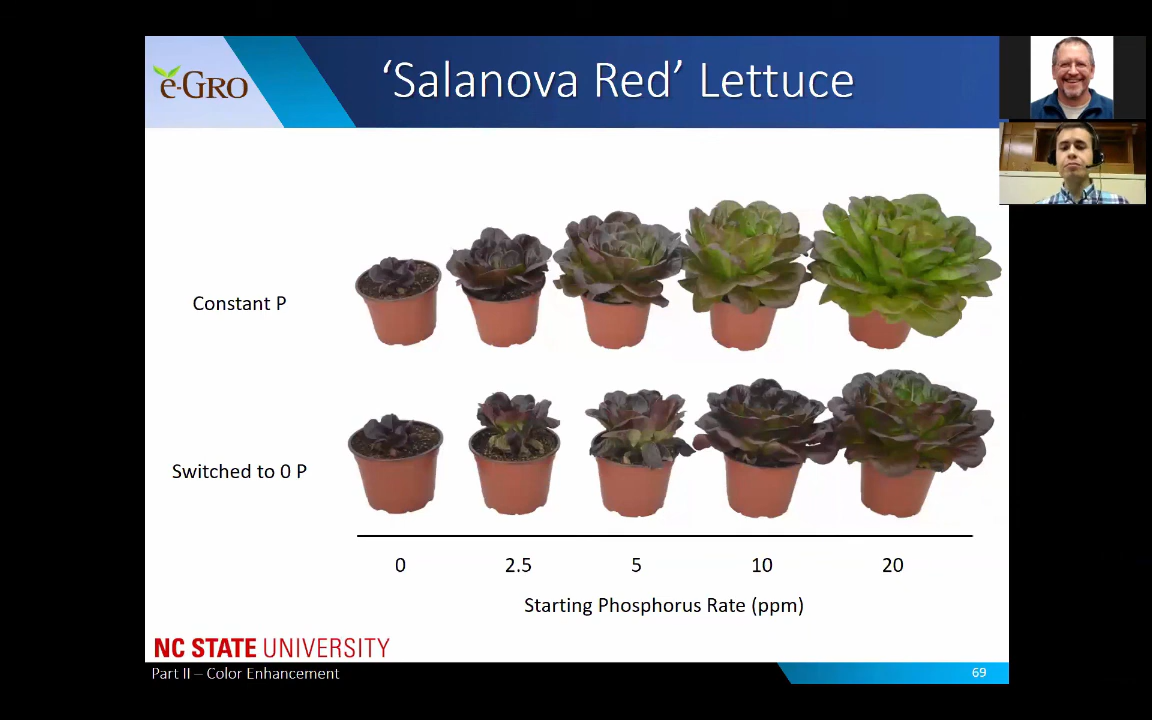 e-GRO
‘Salanova Red’ Lettuce
Constant P
Switched to 0 P
0 2.5 5 10 20
Starting Phosphorus Rate (ppm)
NC STATE UNIVERSITY
Part II – Color Enhancement
69